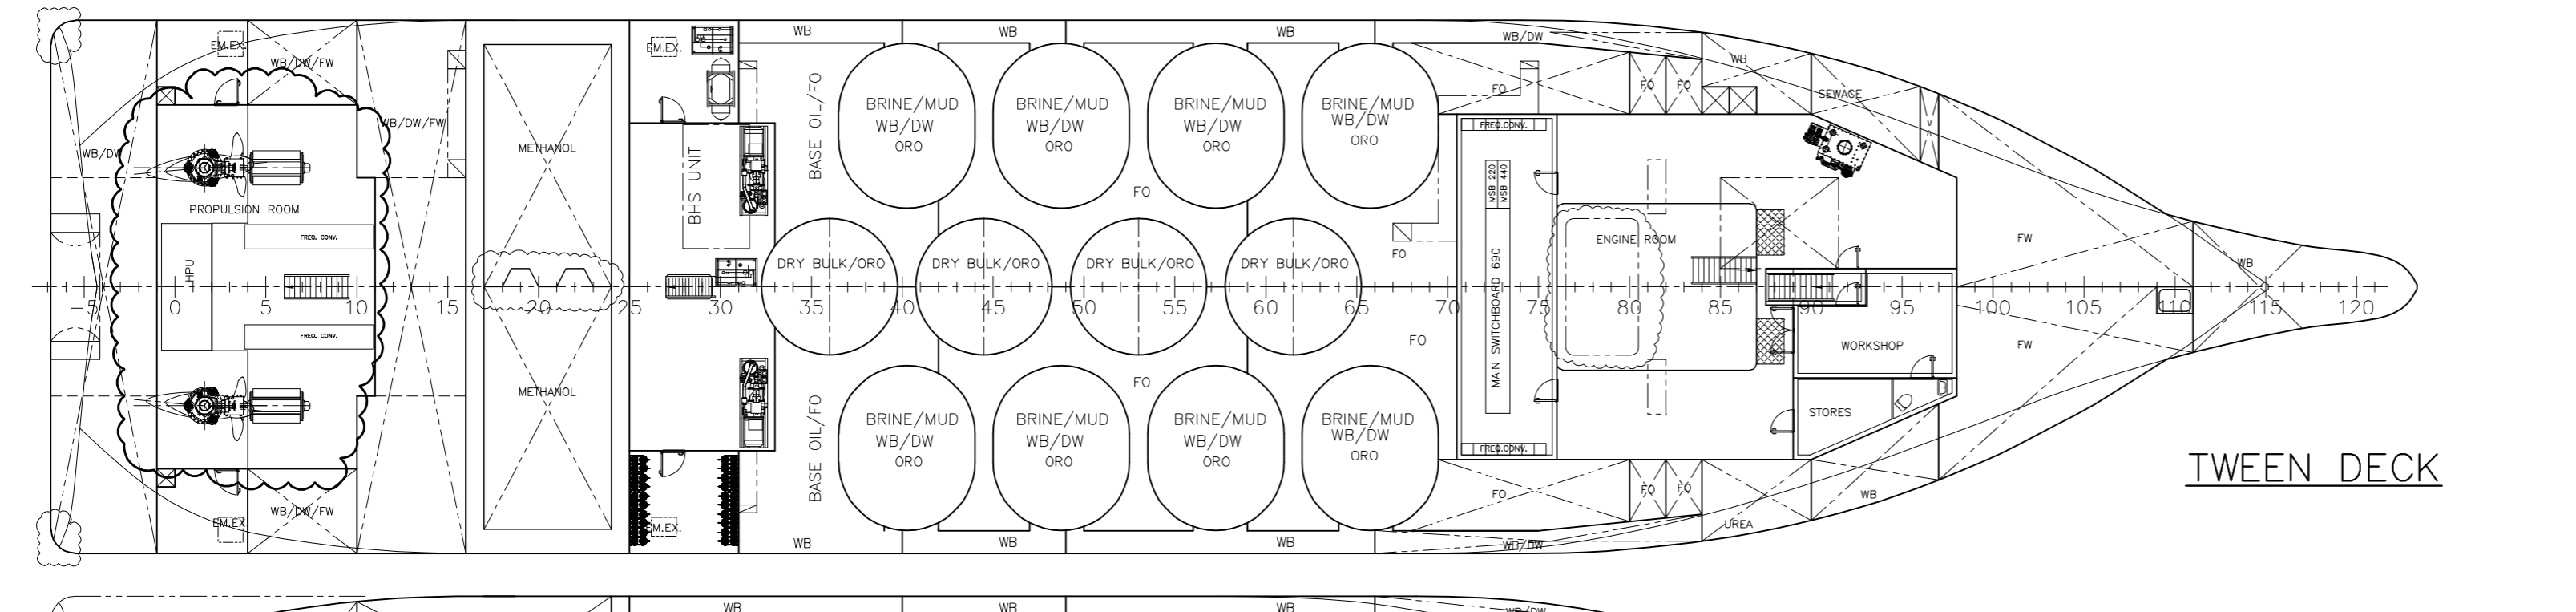 WB WB WB WB/DW
EM.EX. EM.EX.
WB/DW/FW WB
FO FO FO SEWAGE
BRINE/MUD BRINE/MUD BRINE/MUD BRINE/MUD
WB/DW WB/DW WB/DW WB/DW
ORO ORO ORO ORO
BASE OIL/FO
WB/DW/FW FREQ.CONV.
WB/DW METHANOL
MSB 220
MSB 440
BHS UNIT
FO
PROPULSION ROOM
FREQ. CONV. ENGINE ROOM FW
FO
HPU
DRY BULK/ORO DRY BULK/ORO DRY BULK/ORO DRY BULK/ORO WB
-5 0 5 10 15 20 25 30 35 40 45 50 55 60 65 70 75 80 85 90 95 100 105 110 115 120
FREQ. CONV. FO WORKSHOP FW
MAIN SWITCHBOARD 690
METHANOL FO
BASE OIL/FO
BRINE/MUD BRINE/MUD BRINE/MUD BRINE/MUD STORES
WB/DW WB/DW WB/DW WB/DW
ORO ORO ORO ORO
FREQ.CONV.
TWEEN DECK
FO FO FO WB
WB/DW/FW
EM.EX. EM.EX. UREA
WB WB WB WB/DW
WB WB WB WB/DW